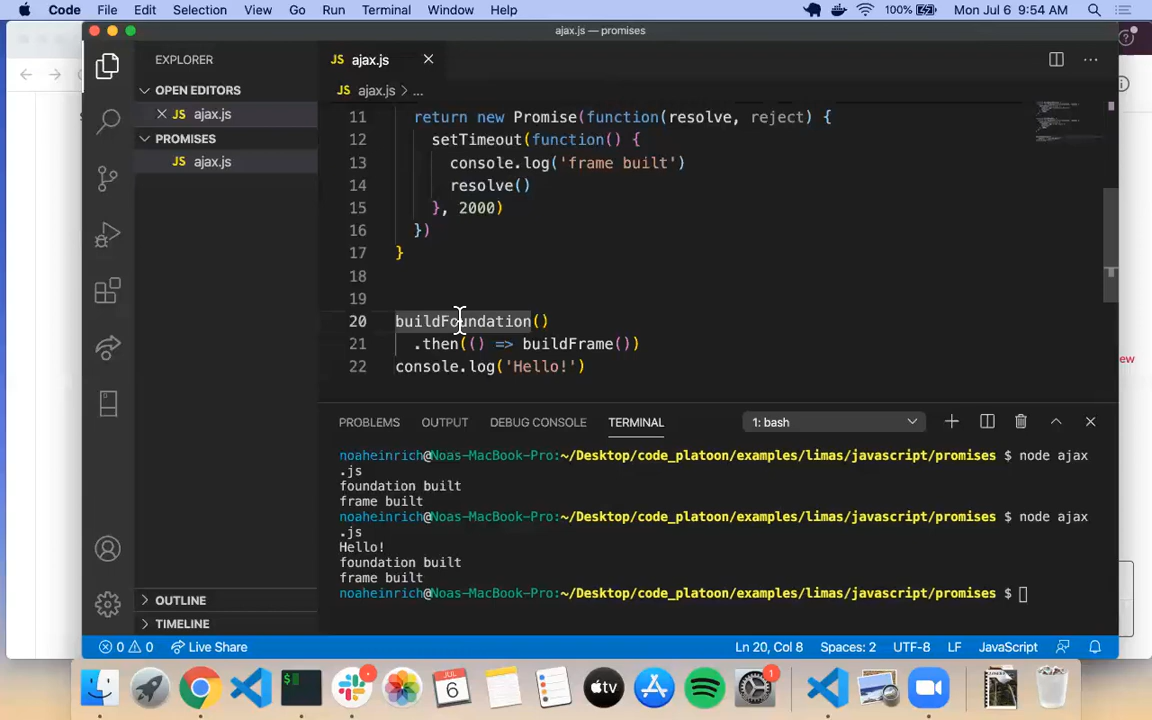 Code File Edit Selection View Go Run Terminal Window Help 100% Mon Jul 6 9:54 AM
ajax.js — promises
EXPLORER
ajax.js
OPEN EDITORS
ajax.js > ...
ajax.js
PROMISES
ajax.js
11 return new Promise(function(resolve, reject) {
12 setTimeout(function() {
13 console.log('frame built')
14 resolve()
15 }, 2000)
16 })
17 }
18
19
20 buildFoundation()
21 .then(() => buildFrame())
22 console.log('Hello!')
ew
PROBLEMS OUTPUT DEBUG CONSOLE TERMINAL 1: bash
noaheinrich@Noas-MacBook-Pro:~/Desktop/code_platoon/examples/limas/javascript/promises $ node ajax
.js
foundation built
frame built
noaheinrich@Noas-MacBook-Pro:~/Desktop/code_platoon/examples/limas/javascript/promises $ node ajax
.js
Hello!
foundation built
frame built
noaheinrich@Noas-MacBook-Pro:~/Desktop/code_platoon/examples/limas/javascript/promises $
OUTLINE
TIMELINE
0 0 Live Share Ln 20, Col 8 Spaces: 2 UTF-8 LF JavaScript
JUL
6
tv
1